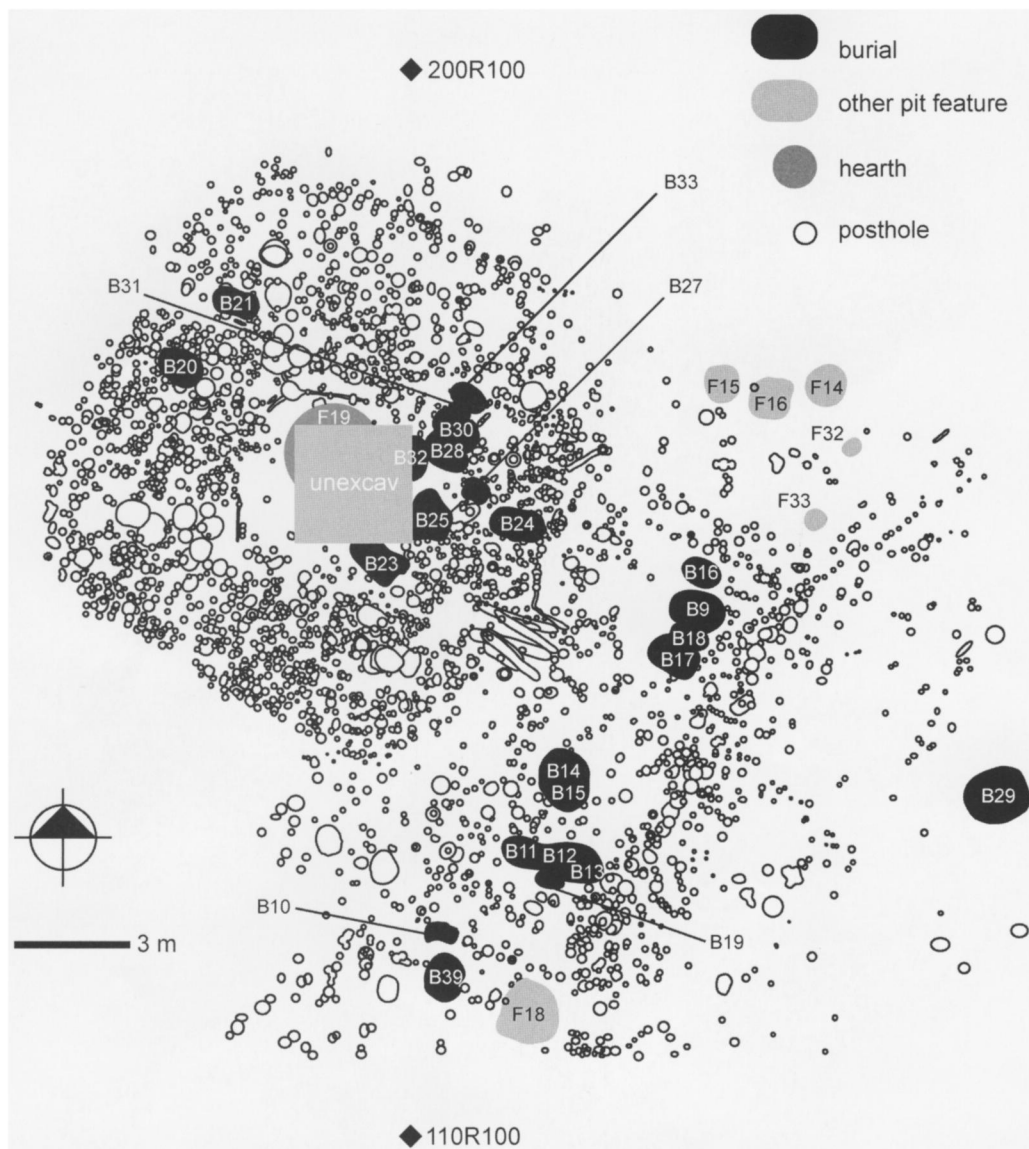 200R100
burial
other pit feature
hearth
posthole
B33
B31
B27
B21
B20
F15
F16
F14
F19
B30
B32
B28
F32
unexcav
F33
B25
B24
B23
B16
B9
B18
B17
B14
B15
B29
B11
B12
B13
B10
B19
3 m
B39
F18
110R100